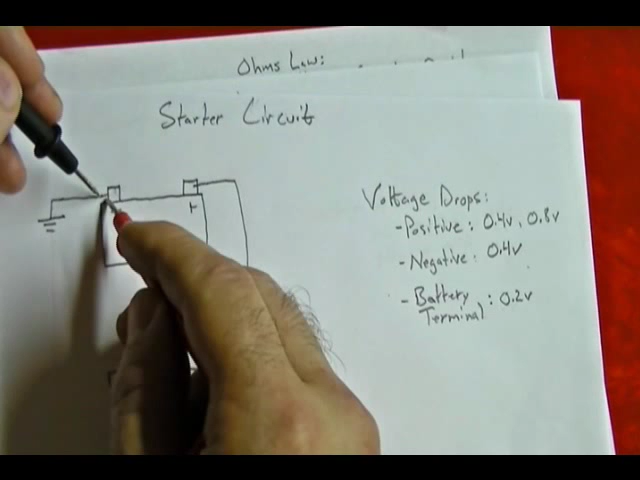 Ohms Law:
Starter Circuit
+
Voltage Drops:
- Positive: 0.4v, 0.8v
- Negative: 0.4v
- Battery Terminal: 0.2v